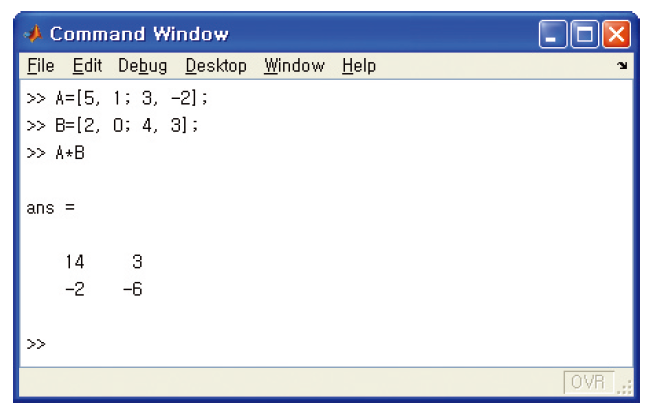 Command Window
File Edit Debug Desktop Window Help
>> A=[5, 1; 3, -2];
>> B=[2, 0; 4, 3];
>> A*B
ans =
14 3
-2 -6
>>
OVR